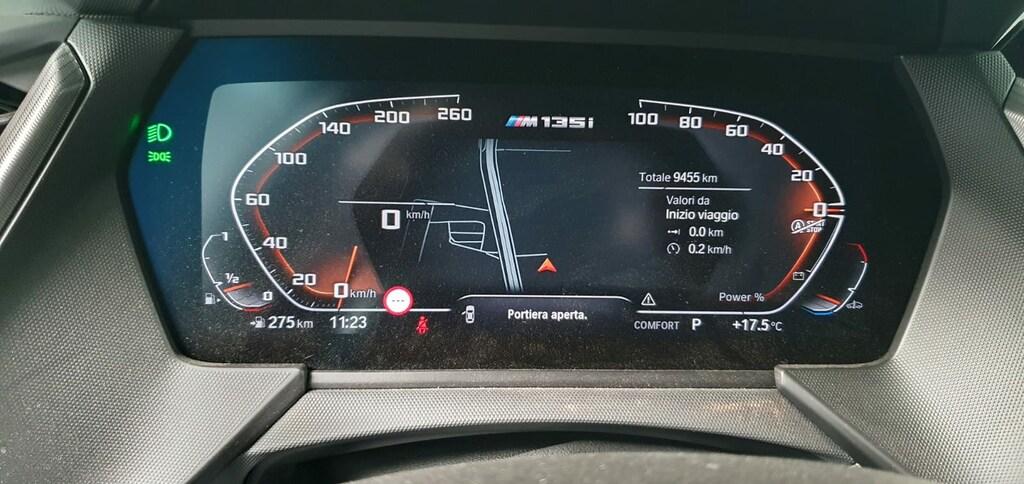 260
200
140
100
60
40
20
0 km/h
0 km/h
M135i
100
80
60
40
20
0
START
STOP
Power %
Totale 9455 km
Valori da
Inizio viaggio
0.0 km
0.2 km/h
1
1/2
0
275 km
11:23
Portiera aperta.
COMFORT P
+17.5°C